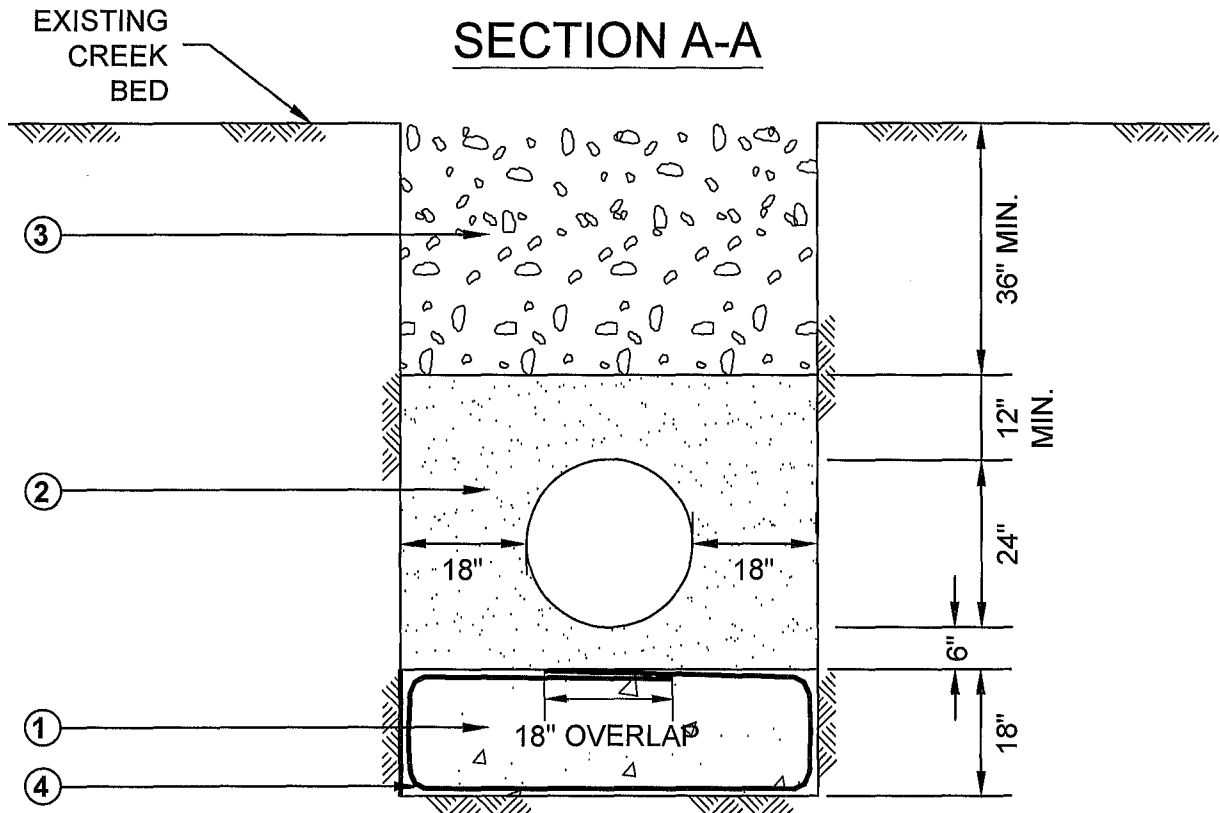 SECTION A-A
EXISTING
CREEK
BED
3
36" MIN.
12"
MIN.
2
24"
18"
18"
6"
1
18" OVERLAP
18"
4